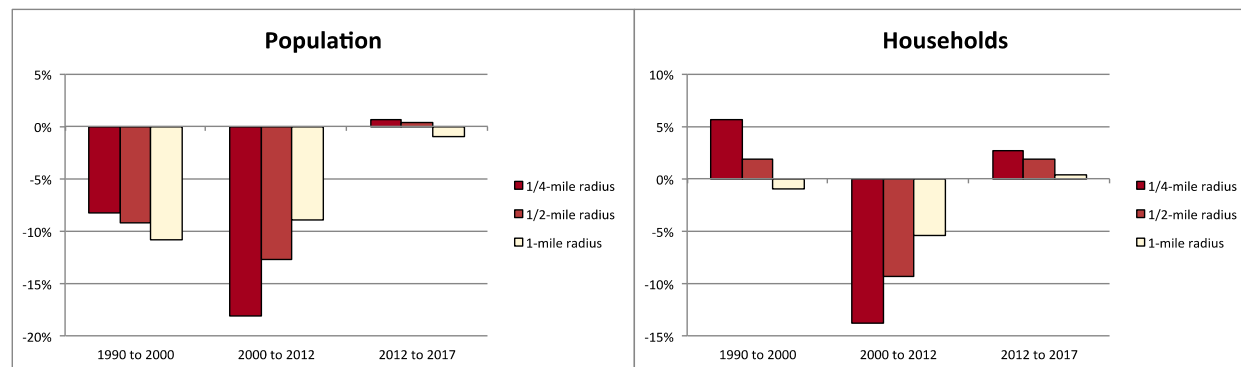 Population
5%
0%
-5%
-10%
-15%
-20%
1990 to 2000
2000 to 2012
2012 to 2017
1/4-mile radius
1/2-mile radius
1-mile radius
Households
10%
5%
0%
-5%
-10%
-15%
1990 to 2000
2000 to 2012
2012 to 2017
1/4-mile radius
1/2-mile radius
1-mile radius